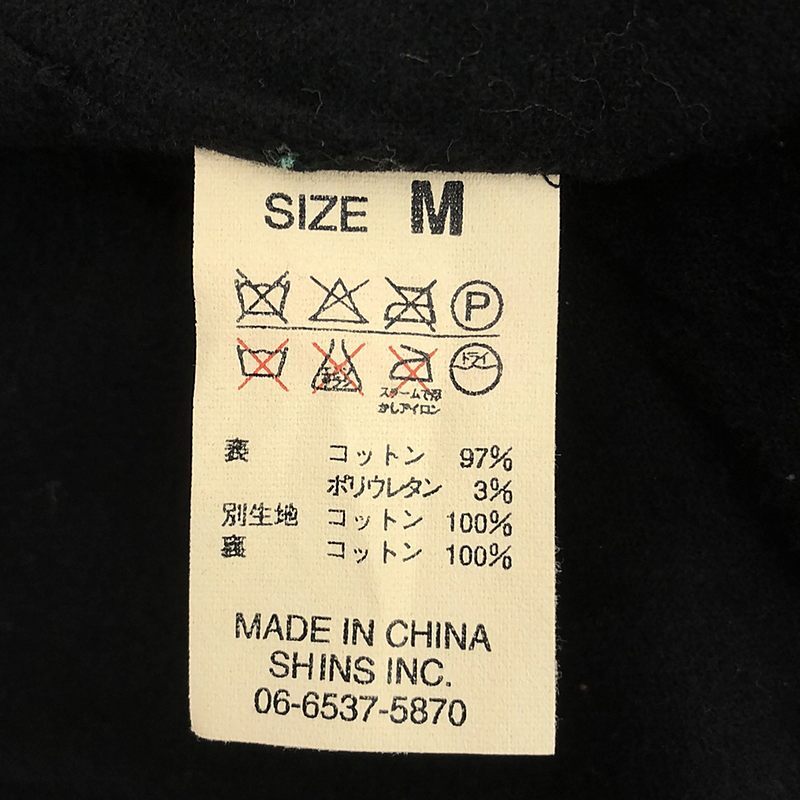 SIZE M
P
ドライ
スチームで浮
かしアイロン
表 コットン 97%
ポリウレタン 3%
別生地 コットン 100%
裏 コットン 100%
MADE IN CHINA
SHINS INC.
06-6537-5870